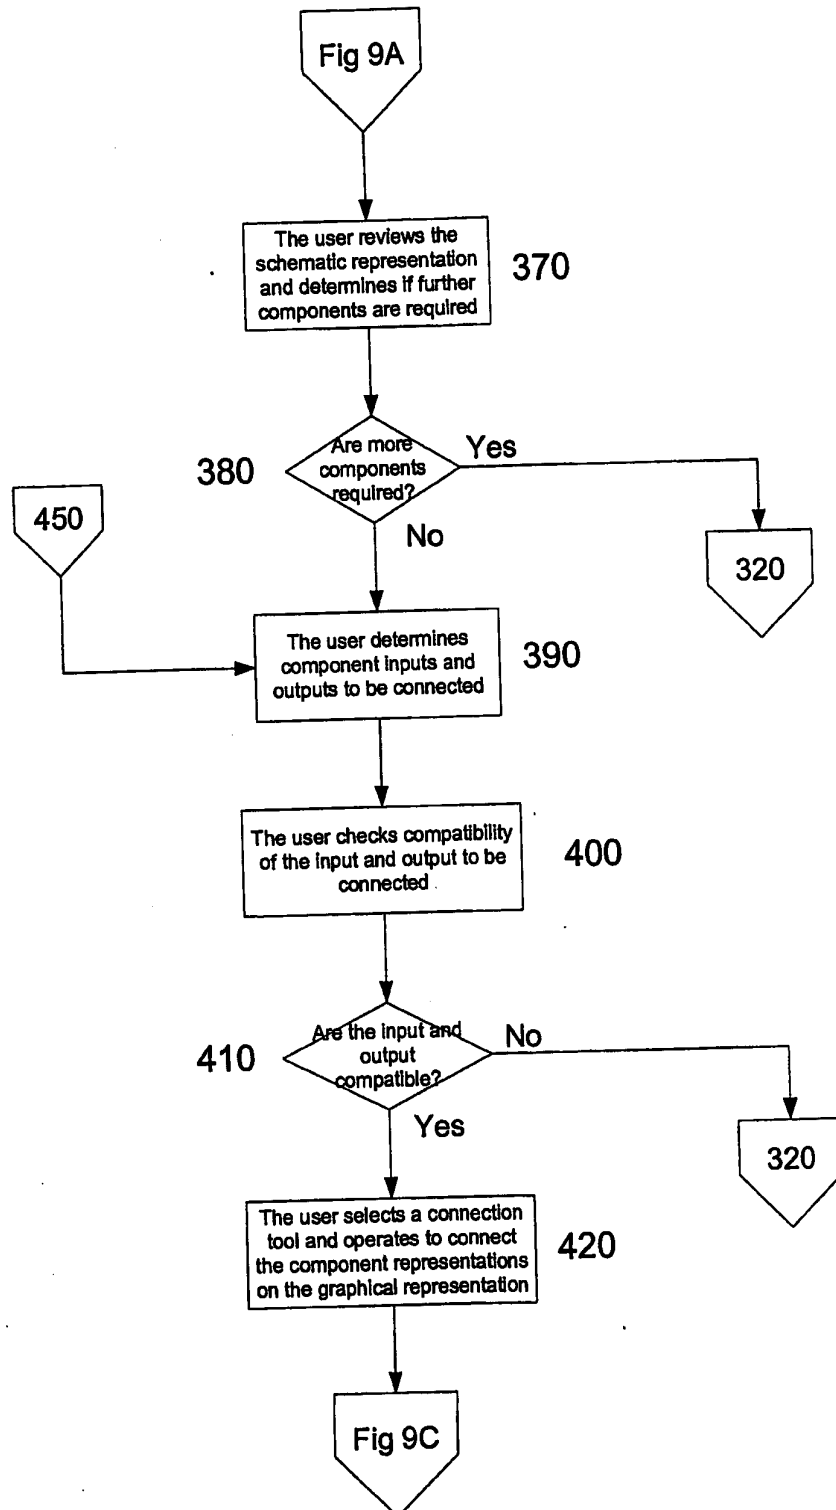 Fig 9A
The user reviews the
schematic representation
and determines if further
components are required
370
380
Are more
components
required?
Yes
No
450
320
The user determines
component inputs and
outputs to be connected
390
The user checks compatibility
of the input and output to be
connected
400
410
Are the input and
output
compatible?
No
Yes
320
The user selects a connection
tool and operates to connect
the component representations
on the graphical representation
420
Fig 9C